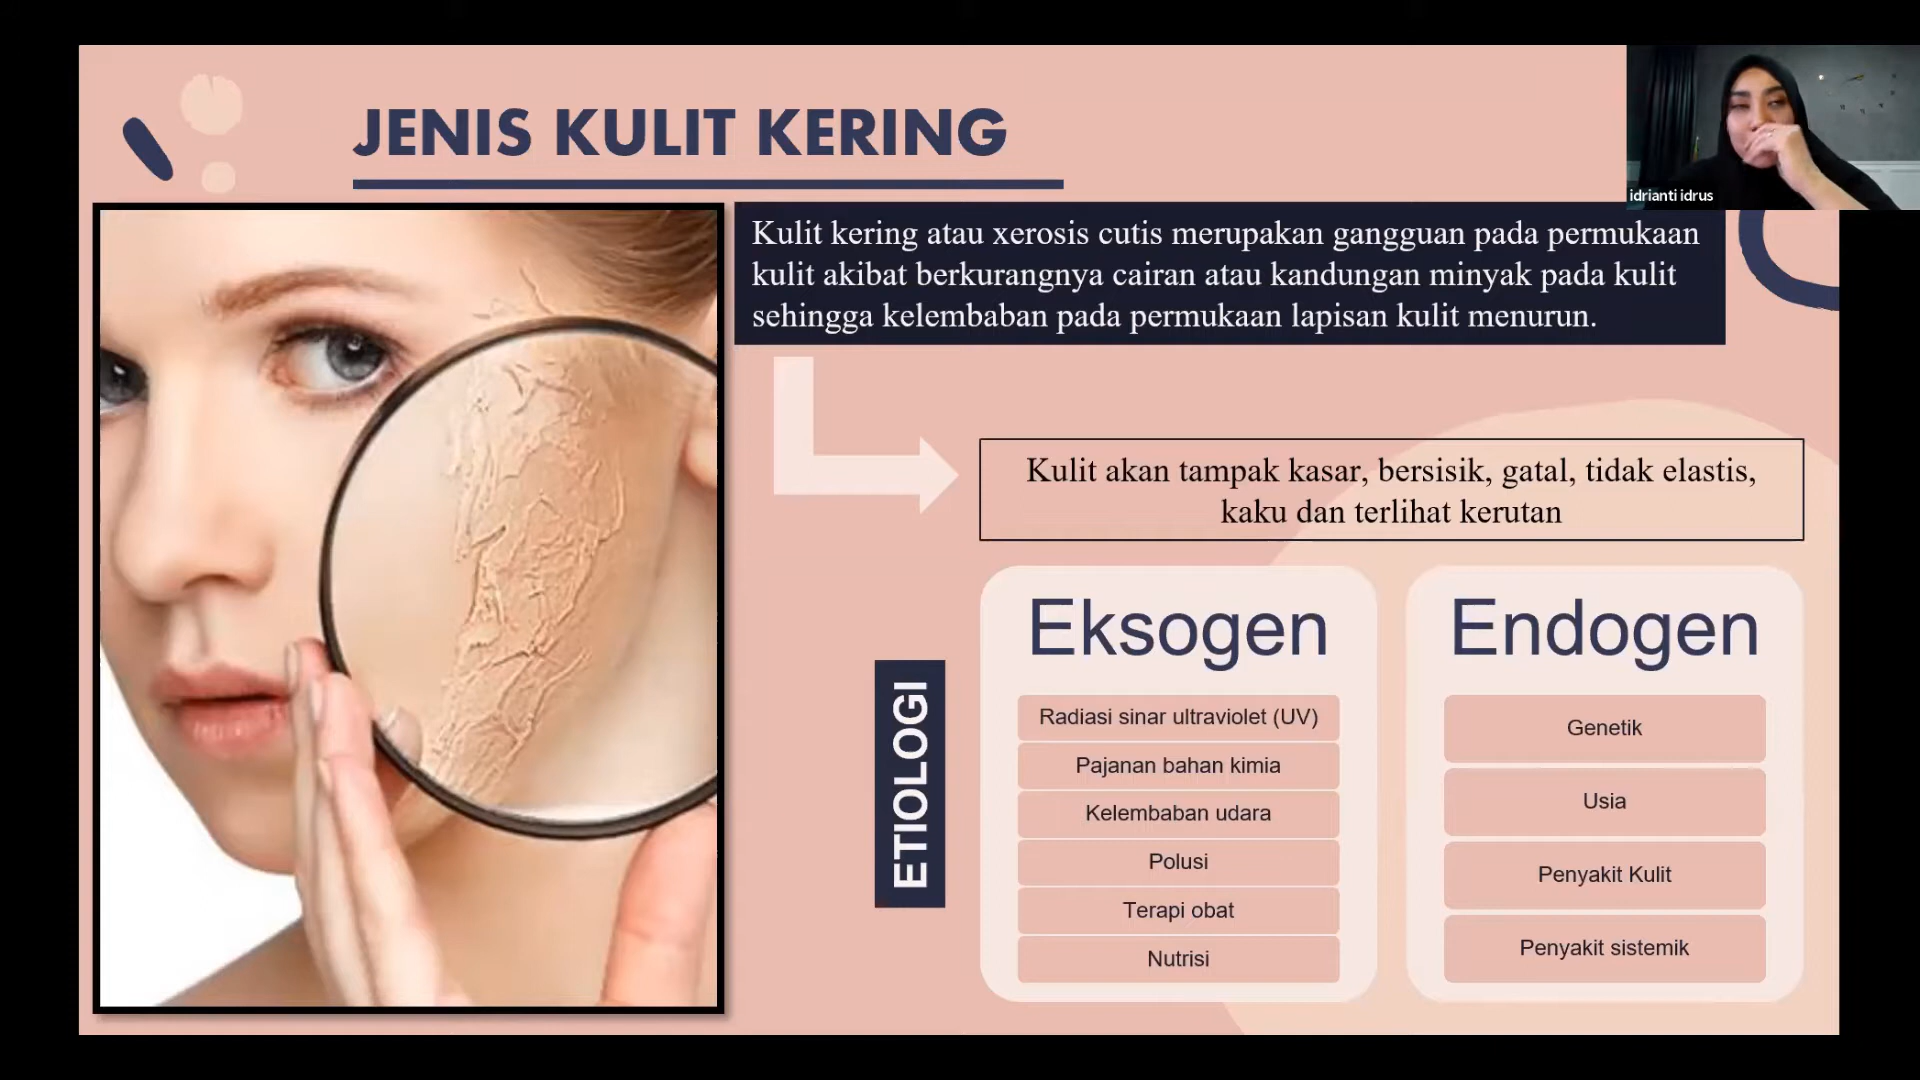 JENIS KULIT KERING
idrianti idrus
Kulit kering atau xerosis cutis merupakan gangguan pada permukaan
kulit akibat berkurangnya cairan atau kandungan minyak pada kulit
sehingga kelembaban pada permukaan lapisan kulit menurun.
Kulit akan tampak kasar, bersisik, gatal, tidak elastis,
kaku dan terlihat kerutan
ETIOLOGI
Eksogen
Radiasi sinar ultraviolet (UV)
Pajanan bahan kimia
Kelembaban udara
Polusi
Terapi obat
Nutrisi
Endogen
Genetik
Usia
Penyakit Kulit
Penyakit sistemik